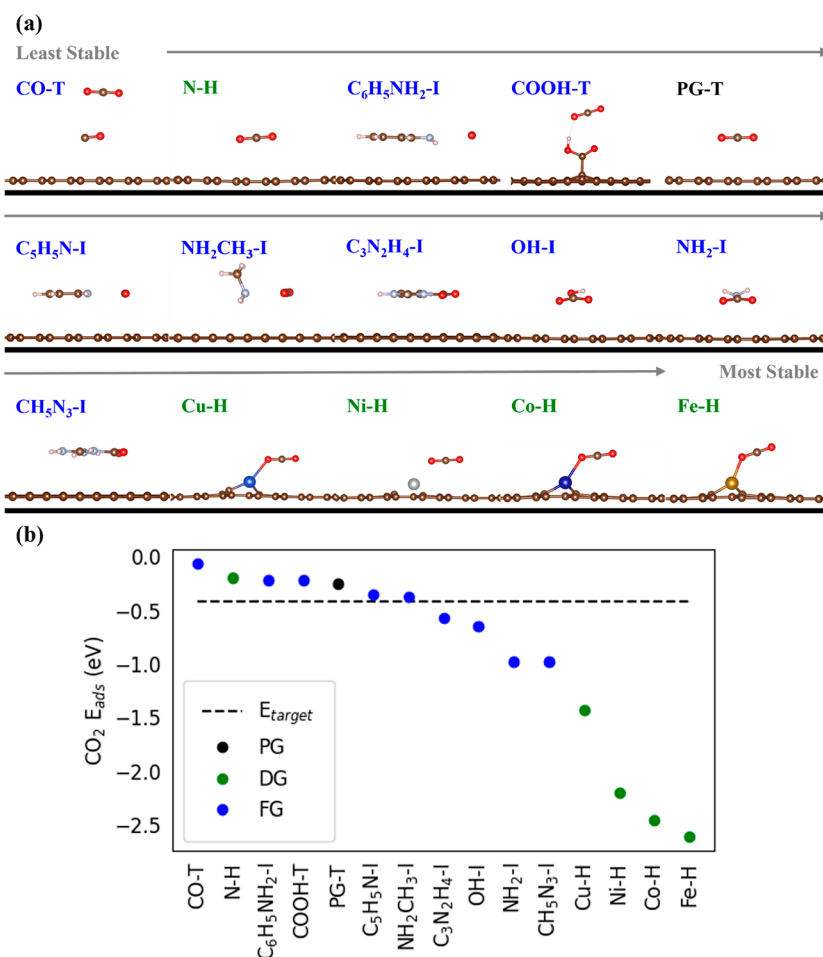 (a)
Least Stable
CO-T N-H C₆H₅NH₂-I COOH-T PG-T
C₅H₅N-I NH₂CH₃-I C₃N₂H₄-I OH-I NH₂-I
Most Stable
CH₅N₃-I Cu-H Ni-H Co-H Fe-H
(b)
0.0
−0.5
−1.0
−1.5
−2.0
−2.5
CO₂ E_ads (eV)
E_target
PG
DG
FG
CO-T
N-H
C₆H₅NH₂-I
COOH-T
PG-T
C₅H₅N-I
NH₂CH₃-I
C₃N₂H₄-I
OH-I
NH₂-I
CH₅N₃-I
Cu-H
Ni-H
Co-H
Fe-H